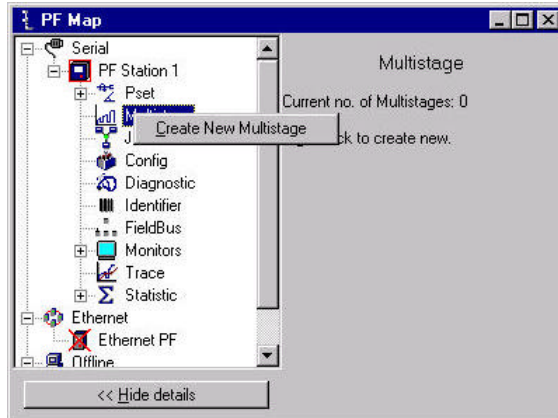 PF Map
Serial
PF Station 1
Pset
Create New Multistage
J
Config
Diagnostic
Identifier
FieldBus
Monitors
Trace
Statistic
Ethernet
Ethernet PF
Offline
<< Hide details
Multistage
Current no. of Multistages: 0
to create new.